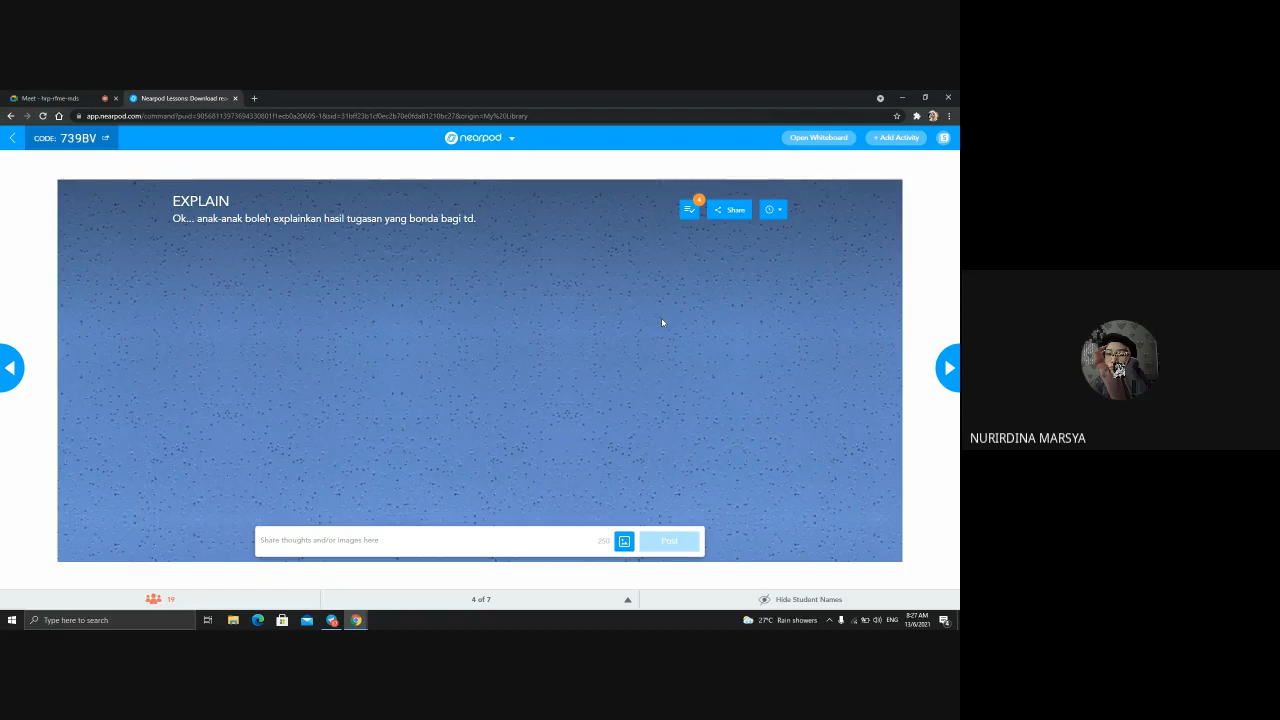 Meet - hrp-rfme-mds
Nearpod Lessons: Download rea
app.nearpod.com
CODE: 739BV
nearpod
Open Whiteboard
+ Add Activity
S
EXPLAIN
Ok... anak-anak boleh explainkan hasil tugasan yang bonda bagi td.
4
Share
Share thoughts and/or images here
250
Post
19
4 of 7
Hide Student Names
NURIRDINA MARSYA
Type here to search
27°C Rain showers
ENG
8:27 AM
13/6/2021